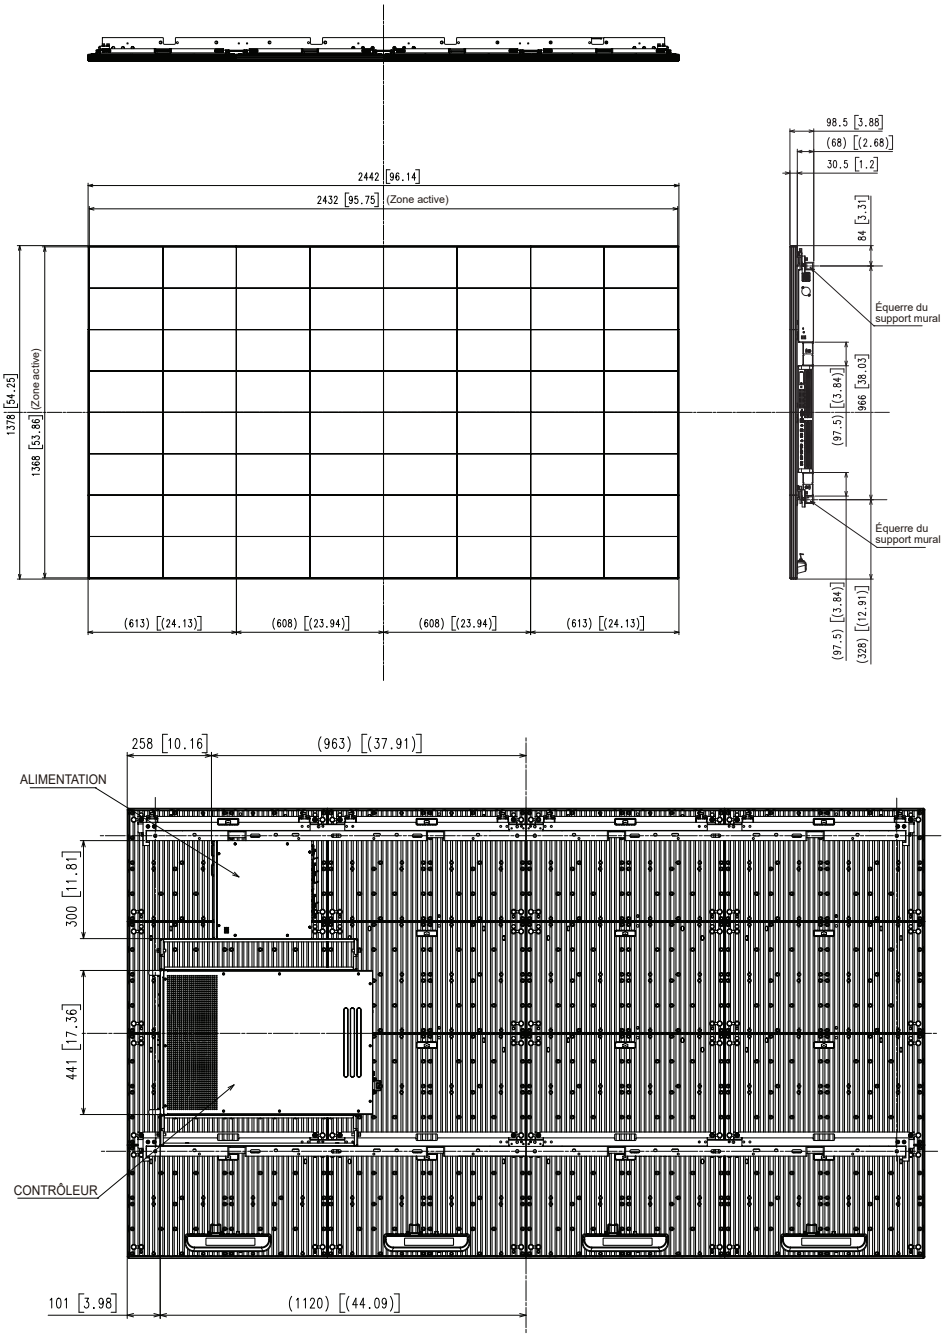 98.5 [3.88]
(68) [(2.68)]
30.5 [1.2]
2442 [96.14]
2432 [95.75] (Zone active)
84 [3.31]
Équerre du
support mural
1378 [54.25]
1368 [53.86] (Zone active)
(97.5) [(3.84)]
966 [38.03]
Équerre du
support mural
(613) [(24.13)]
(608) [(23.94)]
(608) [(23.94)]
(613) [(24.13)]
(97.5) [(3.84)]
(328) [(12.91)]
258 [10.16]
(963) [(37.91)]
ALIMENTATION
300 [11.81]
441 [17.36]
CONTRÔLEUR
101 [3.98]
(1120) [(44.09)]